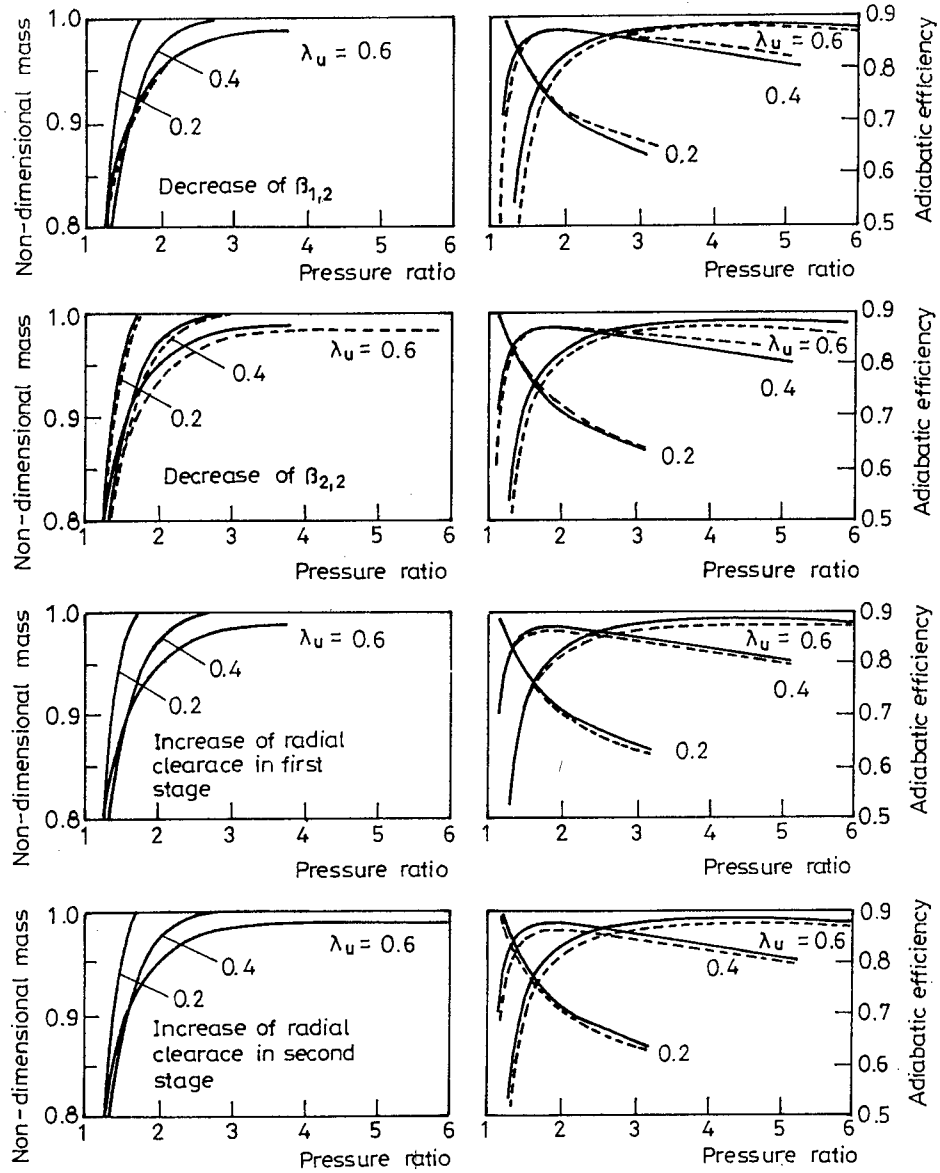 Non-dimensional mass
1.0
0.9
0.8
λu = 0.6
0.4
0.2
Decrease of β1,2
1 2 3 4 5 6
Pressure ratio
λu = 0.6
0.4
0.2
0.9
0.8
0.7
0.6
0.5
Adiabatic efficiency
1 2 3 4 5 6
Pressure ratio
Non-dimensional mass
1.0
0.9
0.8
λu = 0.6
0.4
0.2
Decrease of β2,2
1 2 3 4 5 6
Pressure ratio
λu = 0.6
0.4
0.2
0.9
0.8
0.7
0.6
0.5
Adiabatic efficiency
1 2 3 4 5 6
Pressure ratio
Non-dimensional mass
1.0
0.9
0.8
λu = 0.6
0.4
0.2
Increase of radial
clearace in first
stage
1 2 3 4 5 6
Pressure ratio
λu = 0.6
0.4
0.2
0.9
0.8
0.7
0.6
0.5
Adiabatic efficiency
1 2 3 4 5 6
Pressure ratio
Non-dimensional mass
1.0
0.9
0.8
λu = 0.6
0.4
0.2
Increase of radial
clearace in second
stage
1 2 3 4 5 6
Pressure ratio
λu = 0.6
0.4
0.2
0.9
0.8
0.7
0.6
0.5
Adiabatic efficiency
1 2 3 4 5 6
Pressure ratio